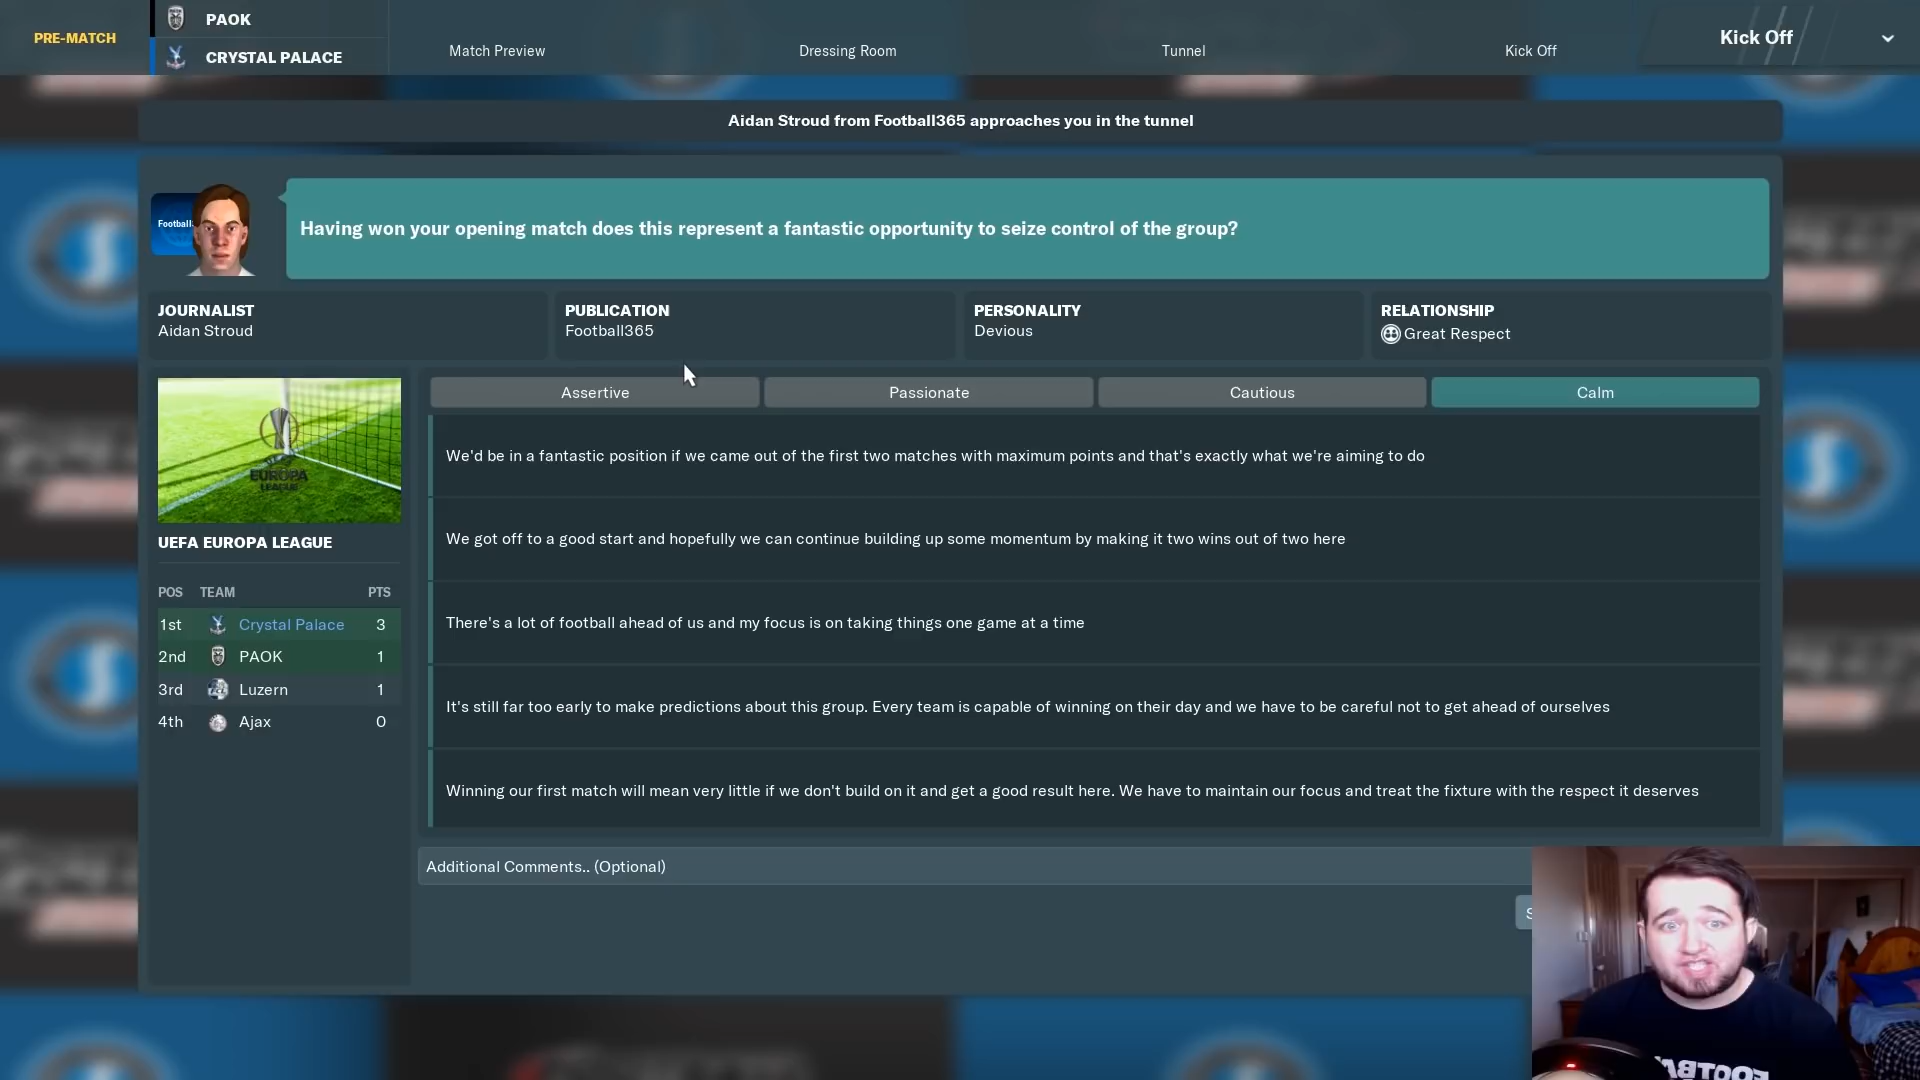 PRE-MATCH
PAOK
CRYSTAL PALACE
Match Preview
Dressing Room
Tunnel
Kick Off
Kick Off
Aidan Stroud from Football365 approaches you in the tunnel
Football
Having won your opening match does this represent a fantastic opportunity to seize control of the group?
JOURNALIST
Aidan Stroud
PUBLICATION
Football365
PERSONALITY
Devious
RELATIONSHIP
Great Respect
Assertive
Passionate
Cautious
Calm
We'd be in a fantastic position if we came out of the first two matches with maximum points and that's exactly what we're aiming to do
We got off to a good start and hopefully we can continue building up some momentum by making it two wins out of two here
There's a lot of football ahead of us and my focus is on taking things one game at a time
It's still far too early to make predictions about this group. Every team is capable of winning on their day and we have to be careful not to get ahead of ourselves
Winning our first match will mean very little if we don't build on it and get a good result here. We have to maintain our focus and treat the fixture with the respect it deserves
EUROPA
LEAGUE
UEFA EUROPA LEAGUE
POS TEAM PTS
1st Crystal Palace 3
2nd PAOK 1
3rd Luzern 1
4th Ajax 0
Additional Comments.. (Optional)